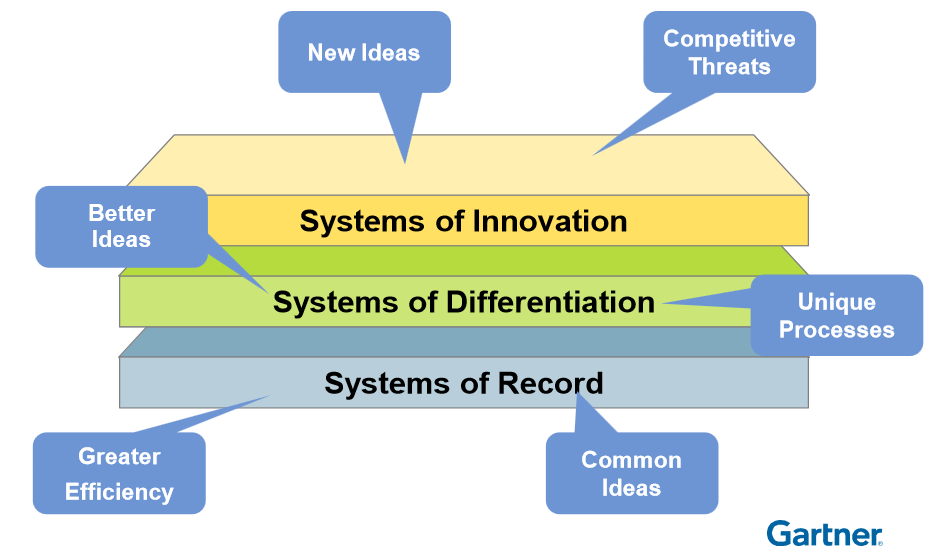 New Ideas
Competitive
Threats
Systems of Innovation
Better
Ideas
Systems of Differentiation
Unique
Processes
Systems of Record
Greater
Efficiency
Common
Ideas
Gartner®